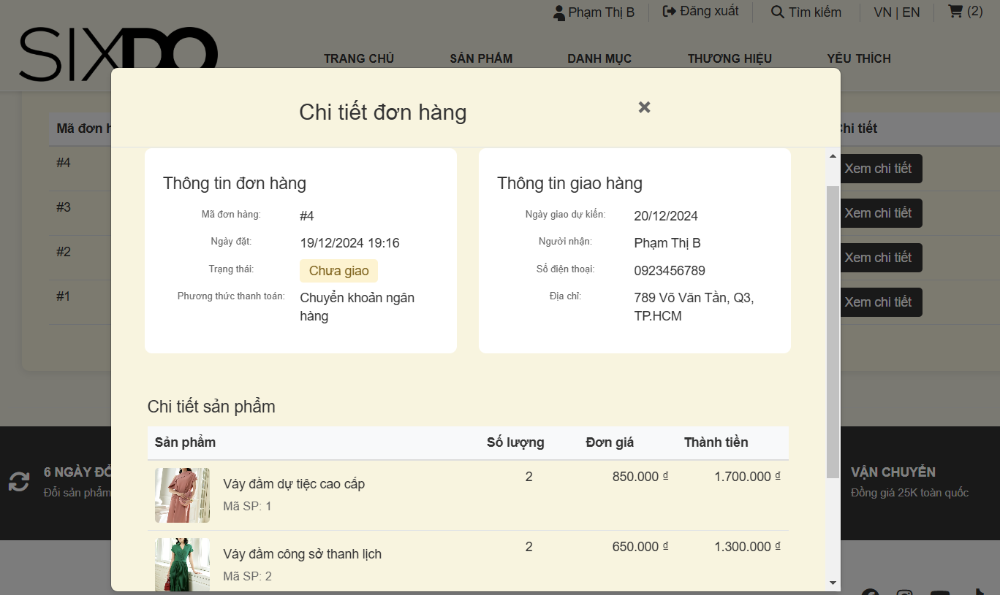 Phạm Thị B
Đăng xuất
Tìm kiếm
VN | EN
(2)
SIXDO
TRANG CHỦ
SẢN PHẨM
DANH MỤC
THƯƠNG HIỆU
YÊU THÍCH
Chi tiết đơn hàng
×
Mã đơn h
Chi tiết
#4
Xem chi tiết
#3
Xem chi tiết
#2
Xem chi tiết
#1
Xem chi tiết
Thông tin đơn hàng
Mã đơn hàng: #4
Ngày đặt: 19/12/2024 19:16
Trạng thái: Chưa giao
Phương thức thanh toán: Chuyển khoản ngân
hàng
Thông tin giao hàng
Ngày giao dự kiến: 20/12/2024
Người nhận: Phạm Thị B
Số điện thoại: 0923456789
Địa chỉ: 789 Võ Văn Tần, Q3,
TP.HCM
Chi tiết sản phẩm
Sản phẩm Số lượng Đơn giá Thành tiền
Váy đầm dự tiệc cao cấp 2 850.000 ₫ 1.700.000 ₫
Mã SP: 1
Váy đầm công sở thanh lịch 2 650.000 ₫ 1.300.000 ₫
Mã SP: 2
6 NGÀY ĐỔ
Đổi sản phẩm
VẬN CHUYỂN
Đồng giá 25K toàn quốc